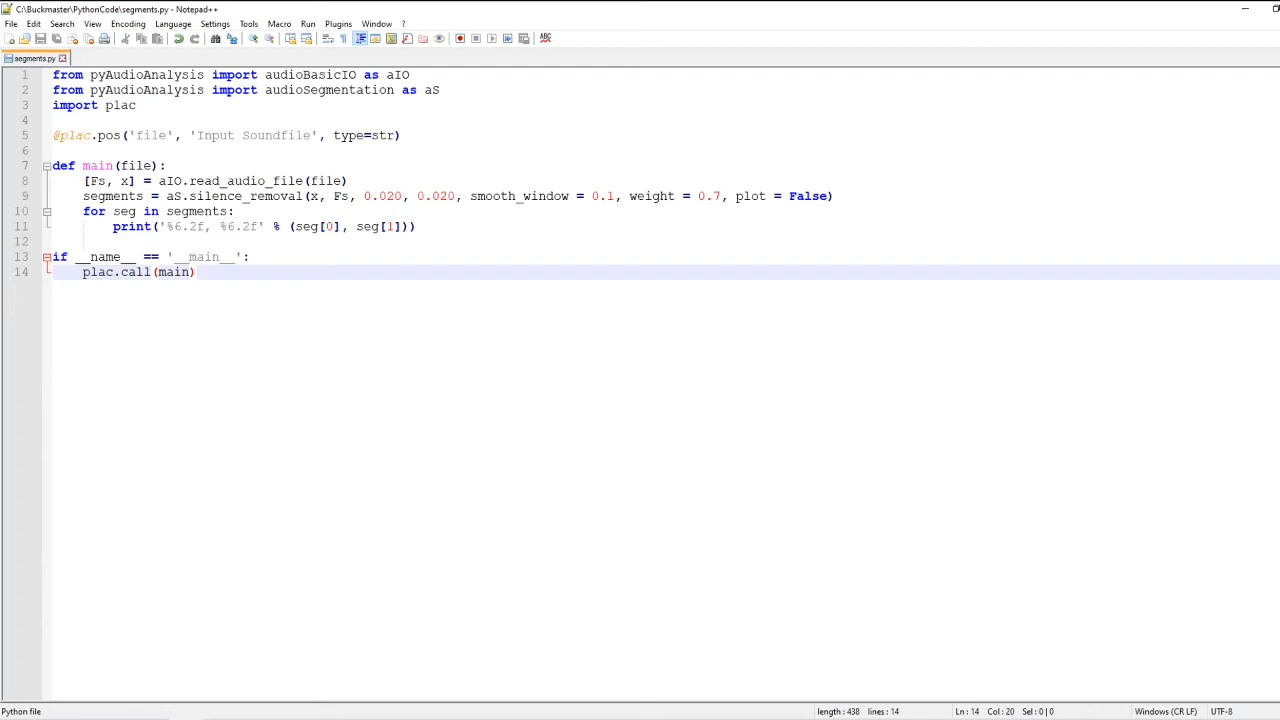 C:\Buckmaster\PythonCode\segments.py - Notepad++
File Edit Search View Encoding Language Settings Tools Macro Run Plugins Window ?
ABC
segments.py
1 from pyAudioAnalysis import audioBasicIO as aIO
2 from pyAudioAnalysis import audioSegmentation as aS
3 import plac
4
5 @plac.pos('file', 'Input Soundfile', type=str)
6
7 def main(file):
8     [Fs, x] = aIO.read_audio_file(file)
9     segments = aS.silence_removal(x, Fs, 0.020, 0.020, smooth_window = 0.1, weight = 0.7, plot = False)
10     for seg in segments:
11         print('%6.2f, %6.2f' % (seg[0], seg[1]))
12
13 if __name__ == '__main__':
14     plac.call(main)
Python file length : 438 lines : 14 Ln : 14 Col : 20 Sel : 0 | 0 Windows (CR LF) UTF-8